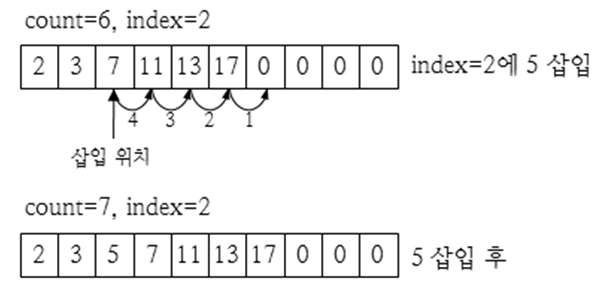 count=6, index=2
2 3 7 11 13 17 0 0 0 0 index=2에 5 삽입
4 3 2 1
삽입 위치
count=7, index=2
2 3 5 7 11 13 17 0 0 0 5 삽입 후